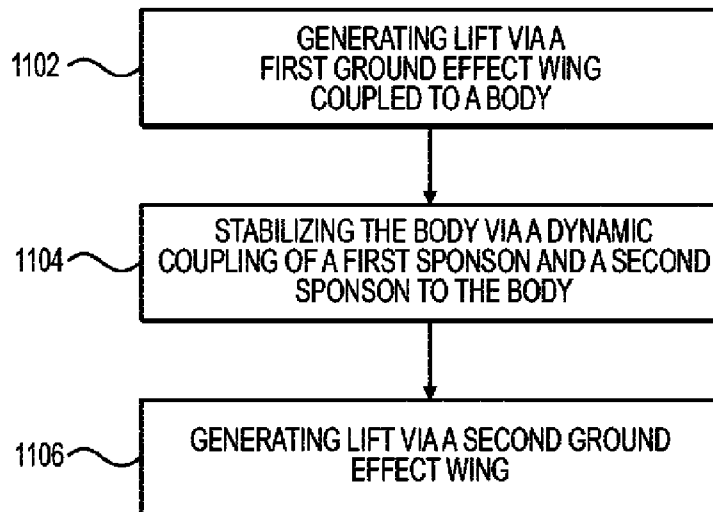 1102
GENERATING LIFT VIA A
FIRST GROUND EFFECT WING
COUPLED TO A BODY
1104
STABILIZING THE BODY VIA A DYNAMIC
COUPLING OF A FIRST SPONSON AND A SECOND
SPONSON TO THE BODY
1106
GENERATING LIFT VIA A SECOND GROUND
EFFECT WING